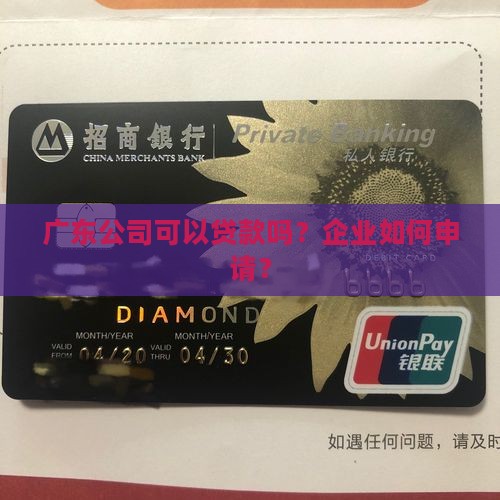 招商银行
CHINA MERCHANTS BANK
Private Banking
私人银行
广东公司可以贷款吗？企业如何申
请？
DEBIT CARD
DIAMOND
MONTH/YEAR MONTH/YEAR
VALID FROM 04/20 VALID THRU 04/30
UnionPay
银联
如遇任何问题，请及时